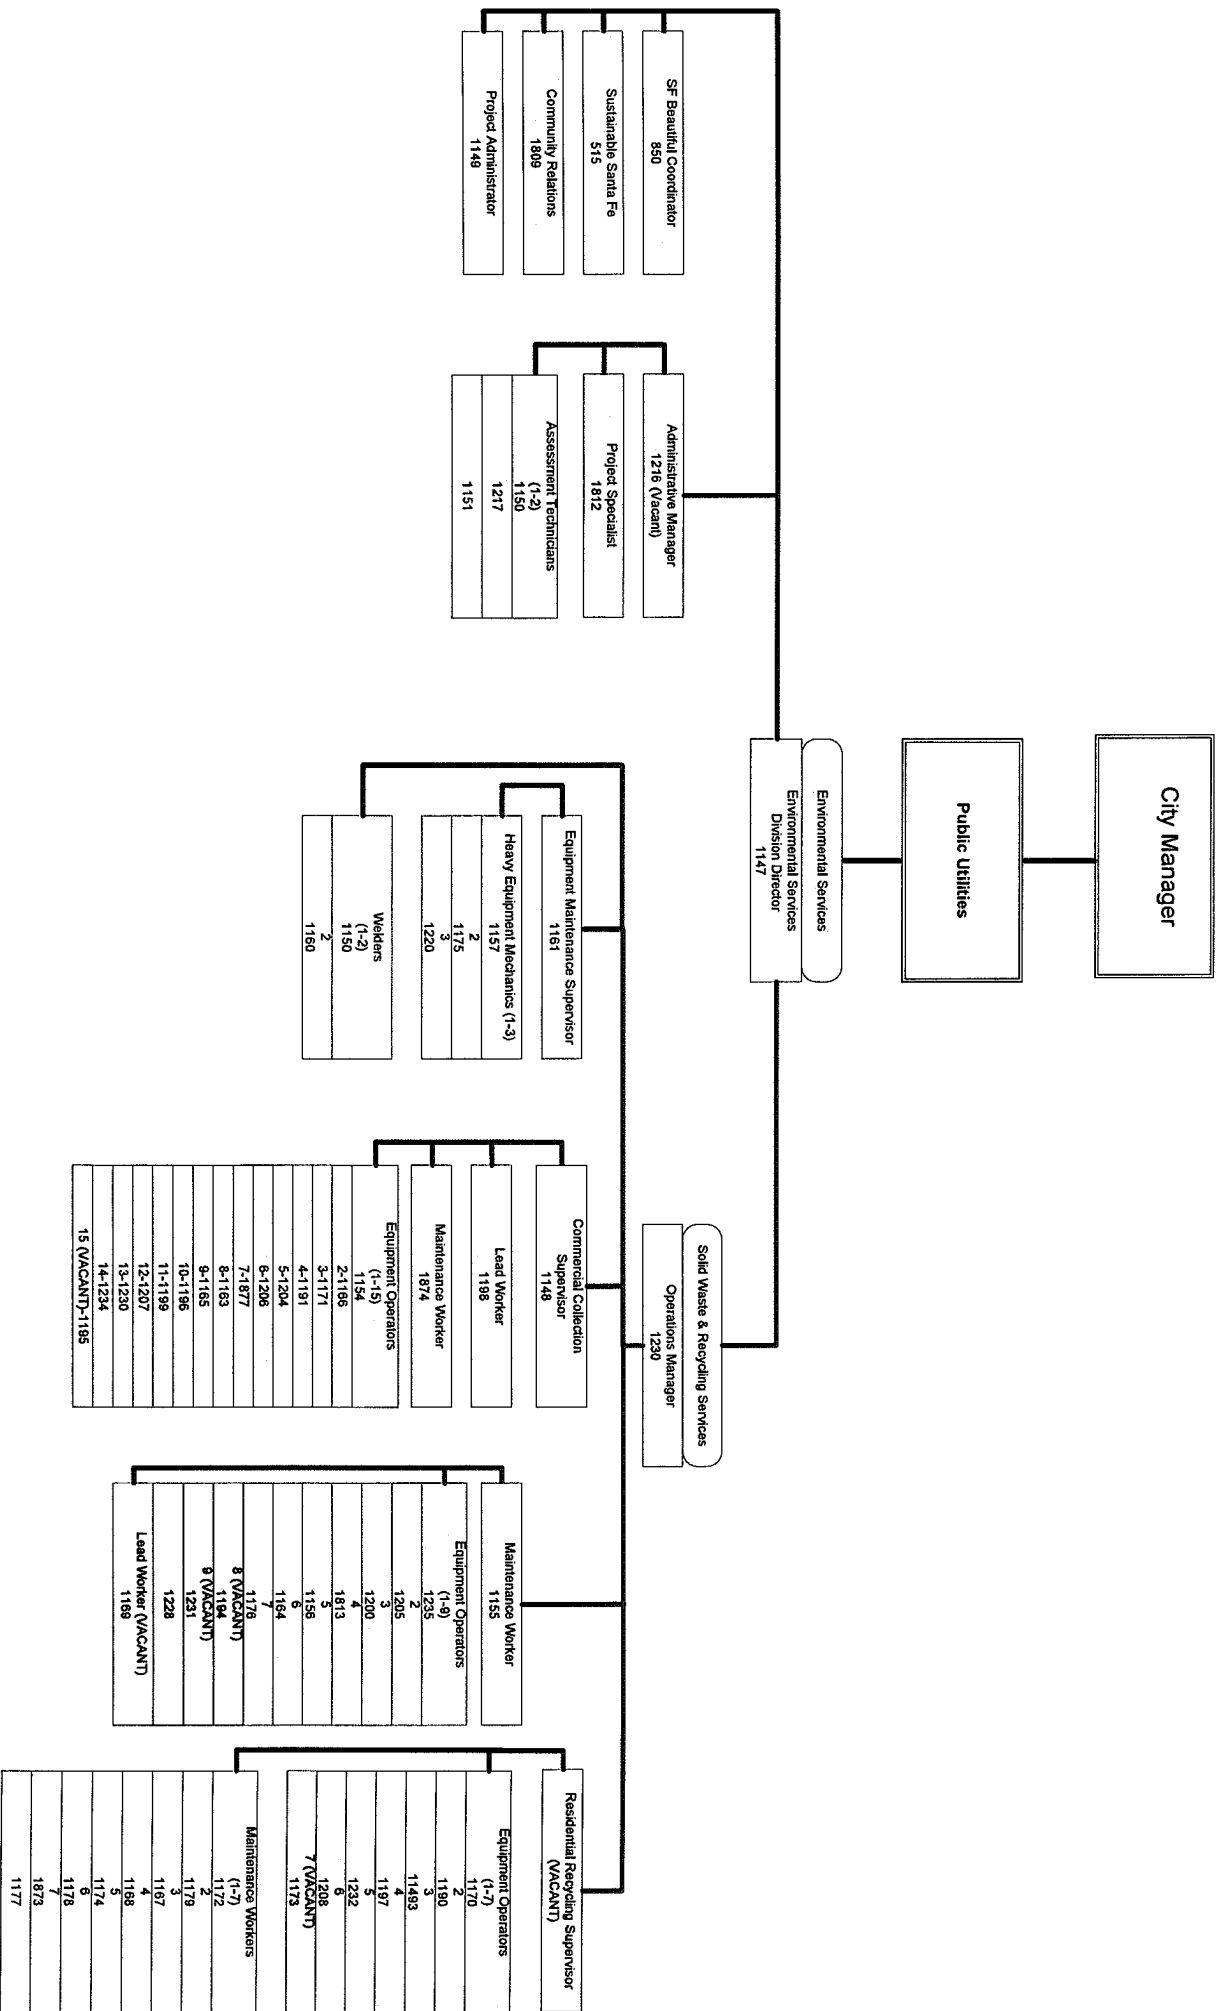 City Manager
Public Utilities
Environmental Services
Environmental Services
Division Director
1147
SF Beautiful Coordinator
850
Sustainable Santa Fe
515
Community Relations
1809
Project Administrator
1149
Administrative Manager
1216 (Vacant)
Project Specialist
1812
Assessment Technicians
(1-2)
1150
1217
1151
Solid Waste & Recycling Services
Operations Manager
1230
Equipment Maintenance Supervisor
1161
Heavy Equipment Mechanics (1-3)
1157
2
1175
3
1220
Welders
(1-2)
1150
2
1160
Commercial Collection
Supervisor
1148
Lead Worker
1198
Maintenance Worker
1874
Equipment Operators
(1-15)
1154
2-1166
3-1171
4-1191
5-1204
6-1206
7-1877
8-1163
9-1165
10-1196
11-1199
12-1207
13-1230
14-1234
15 (VACANT)-1195
Maintenance Worker
1155
Equipment Operators
(1-9)
1235
2
1205
3
1200
4
1813
5
1156
6
1164
7
1176
8 (VACANT)
1194
9 (VACANT)
1231
1228
Lead Worker (VACANT)
1169
Residential Recycling Supervisor
(VACANT)
Equipment Operators
(1-7)
1170
2
1190
3
11493
4
1197
5
1232
6
1208
7 (VACANT)
1173
Maintenance Workers
(1-7)
1172
2
1179
3
1167
4
1168
5
1174
6
1178
7
1873
1177